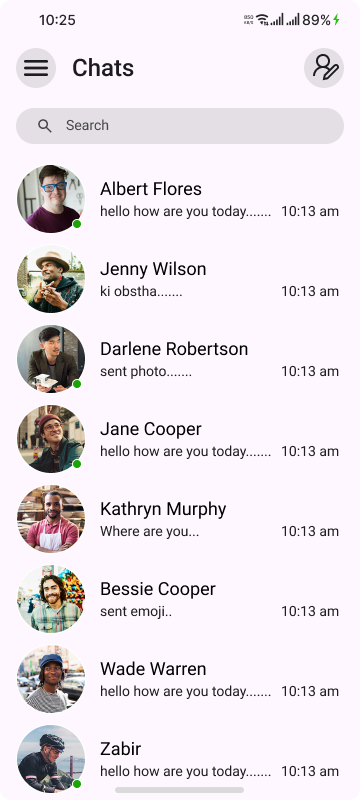 10:25
850 KB/S 89%
Chats
Search
Albert Flores
hello how are you today....... 10:13 am
Jenny Wilson
ki obstha....... 10:13 am
Darlene Robertson
sent photo....... 10:13 am
Jane Cooper
hello how are you today....... 10:13 am
Kathryn Murphy
Where are you... 10:13 am
Bessie Cooper
sent emoji.. 10:13 am
Wade Warren
hello how are you today....... 10:13 am
Zabir
hello how are you today....... 10:13 am